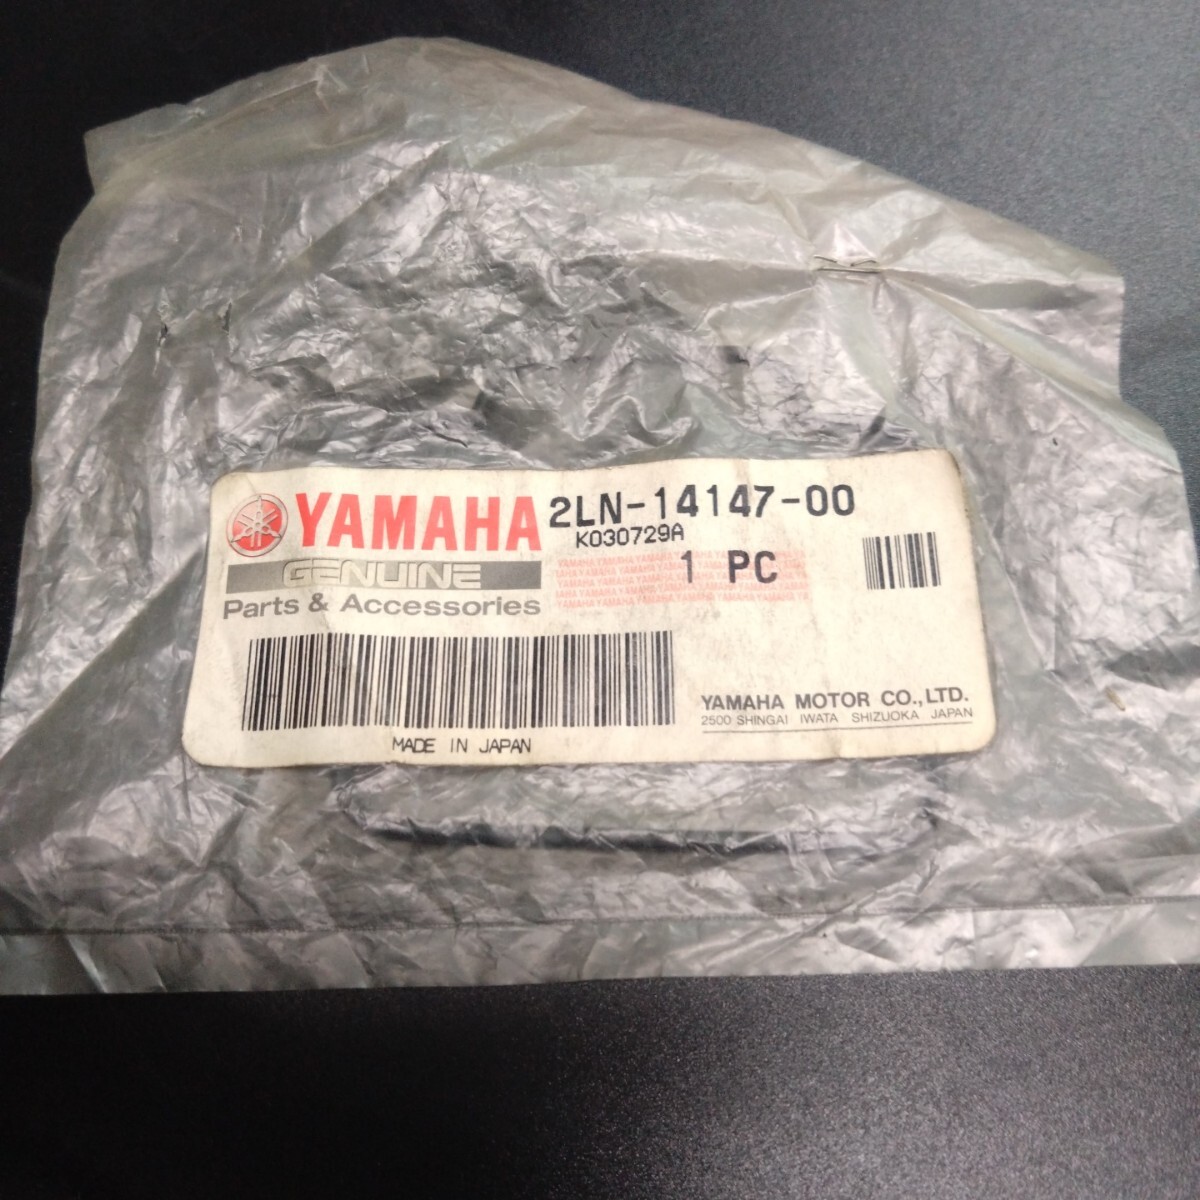 YAMAHA 2LN-14147-00
K030729A
GENUINE
1 PC
Parts & Accessories
YAMAHA MOTOR CO.,LTD.
2500 SHINGAI IWATA SHIZUOKA JAPAN
MADE IN JAPAN